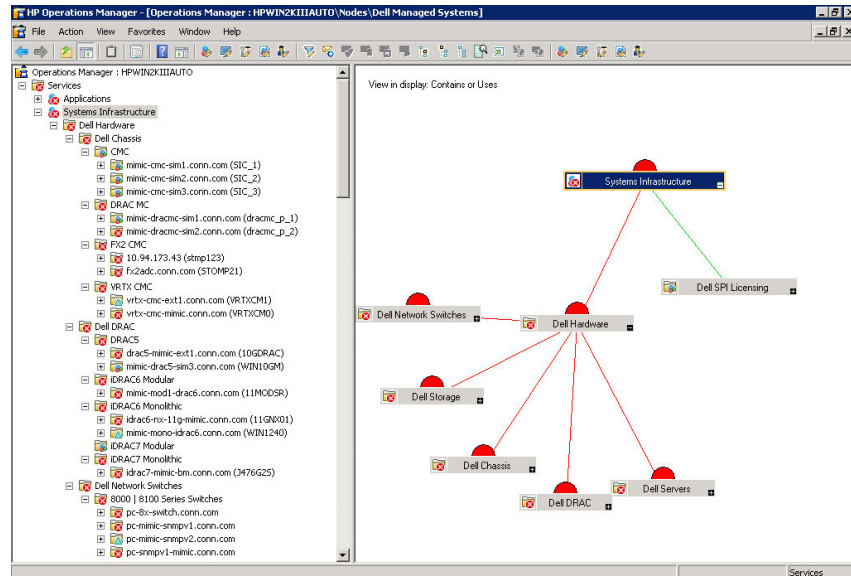 HP Operations Manager - [Operations Manager : HPWIN2KIIIAUTO\Nodes\Dell Managed Systems]
File Action View Favorites Window Help
Operations Manager : HPWIN2KIIIAUTO
Services
Applications
Systems Infrastructure
Dell Hardware
Dell Chassis
CMC
mimic-cmc-sim1.conn.com (SIC_1)
mimic-cmc-sim2.conn.com (SIC_2)
mimic-cmc-sim3.conn.com (SIC_3)
DRAC MC
mimic-dracmc-sim1.conn.com (dracmc_p_1)
mimic-dracmc-sim2.conn.com (dracmc_p_2)
FX2 CMC
10.94.173.43 (stmp123)
fx2adc.conn.com (STOMP21)
VRTX CMC
vrtx-cmc-ext1.conn.com (VRTXCM1)
vrtx-cmc-mimic.conn.com (VRTXCM0)
Dell DRAC
DRAC5
drac5-mimic-ext1.conn.com (10GDRAC)
mimic-drac5-sim3.conn.com (WIN10GM)
iDRAC6 Modular
mimic-mod1-drac6.conn.com (11MODSR)
iDRAC6 Monolithic
idrac6-nx-11g-mimic.conn.com (11GNX01)
mimic-mono-idrac6.conn.com (WIN1240)
iDRAC7 Modular
iDRAC7 Monolithic
idrac7-mimic-bm.conn.com (J476G2S)
Dell Network Switches
8000 | 8100 Series Switches
pc-8x-switch.conn.com
pc-mimic-snmpv1.conn.com
pc-mimic-snmpv2.conn.com
pc-snmpv1-mimic.conn.com
View in display: Contains or Uses
Systems Infrastructure
Dell SPI Licensing
Dell Network Switches
Dell Hardware
Dell Storage
Dell Chassis
Dell DRAC
Dell Servers
Services